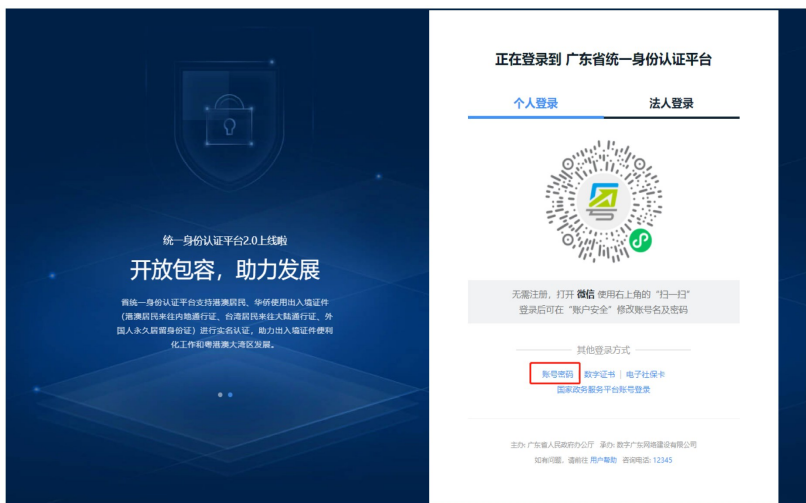 统一身份认证平台2.0上线啦
开放包容，助力发展
省统一身份认证平台支持港澳居民、华侨使用出入境证件
（港澳居民来往内地通行证、台湾居民来往大陆通行证、外
国人永久居留身份证）进行实名认证，助力出入境证件便利
化工作和粤港澳大湾区发展。
正在登录到 广东省统一身份认证平台
个人登录 法人登录
无需注册，打开 微信 使用右上角的“扫一扫”
登录后可在“账户安全”修改账号名及密码
其他登录方式
账号密码 数字证书 | 电子社保卡
国家政务服务平台账号登录
主办: 广东省人民政府办公厅 承办: 数字广东网络建设有限公司
如有问题，请前往 用户帮助 咨询电话: 12345